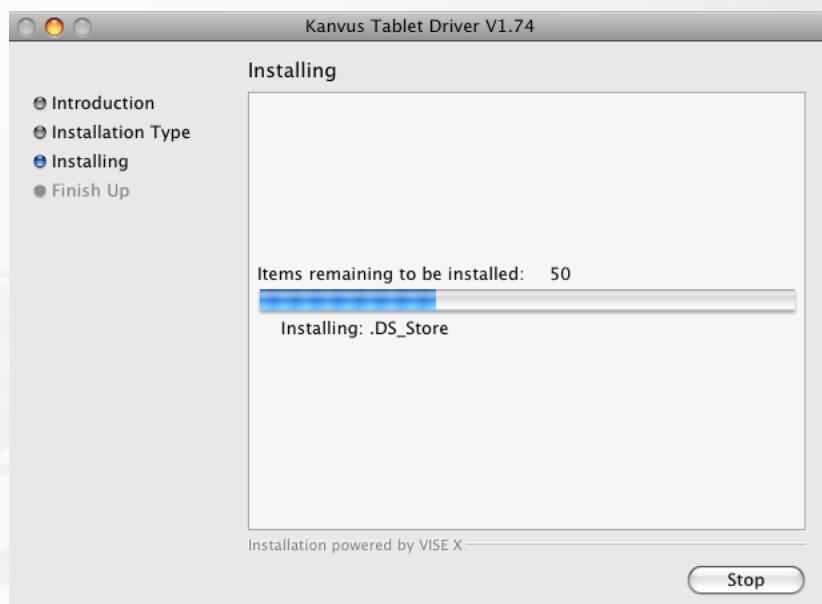 Kanvus Tablet Driver V1.74
Installing
Introduction
Installation Type
Installing
Finish Up
Items remaining to be installed: 50
Installing: .DS_Store
Installation powered by VISE X
Stop